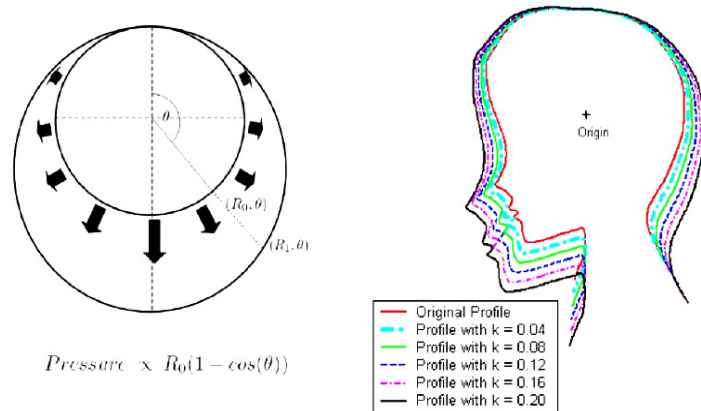 θ
(R₀, θ)
(R₁, θ)
Pressure ∝ R₀(1 − cos(θ))
Origin
Original Profile
Profile with k = 0.04
Profile with k = 0.08
Profile with k = 0.12
Profile with k = 0.16
Profile with k = 0.20